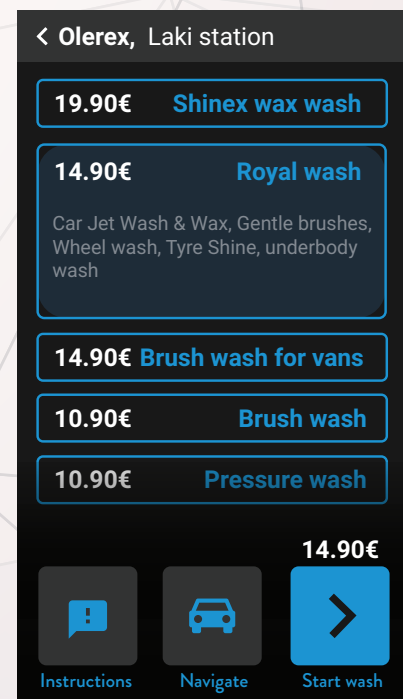 Olerex, Laki station
19.90€ Shinex wax wash
14.90€ Royal wash
Car Jet Wash & Wax, Gentle brushes,
Wheel wash, Tyre Shine, underbody
wash
14.90€ Brush wash for vans
10.90€ Brush wash
10.90€ Pressure wash
14.90€
Instructions Navigate Start wash